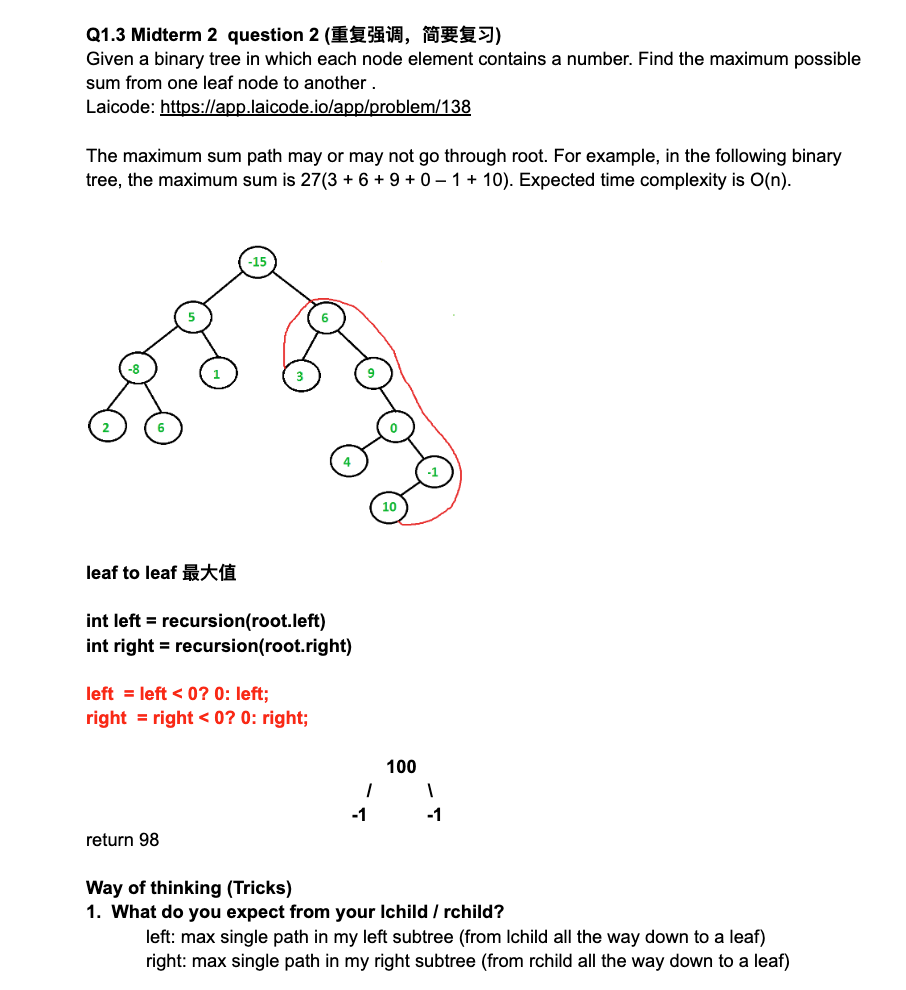 Q1.3 Midterm 2  question 2 (重复强调，简要复习)
Given a binary tree in which each node element contains a number. Find the maximum possible
sum from one leaf node to another .
Laicode: https://app.laicode.io/app/problem/138
The maximum sum path may or may not go through root. For example, in the following binary
tree, the maximum sum is 27(3 + 6 + 9 + 0 – 1 + 10). Expected time complexity is O(n).
-15
5 6
-8 1 3 9
2 6 0
4 -1
10
leaf to leaf 最大值
int left = recursion(root.left)
int right = recursion(root.right)
left  = left < 0? 0: left;
right  = right < 0? 0: right;
100
/ \
-1 -1
return 98
Way of thinking (Tricks)
1.  What do you expect from your lchild / rchild?
left: max single path in my left subtree (from lchild all the way down to a leaf)
right: max single path in my right subtree (from rchild all the way down to a leaf)